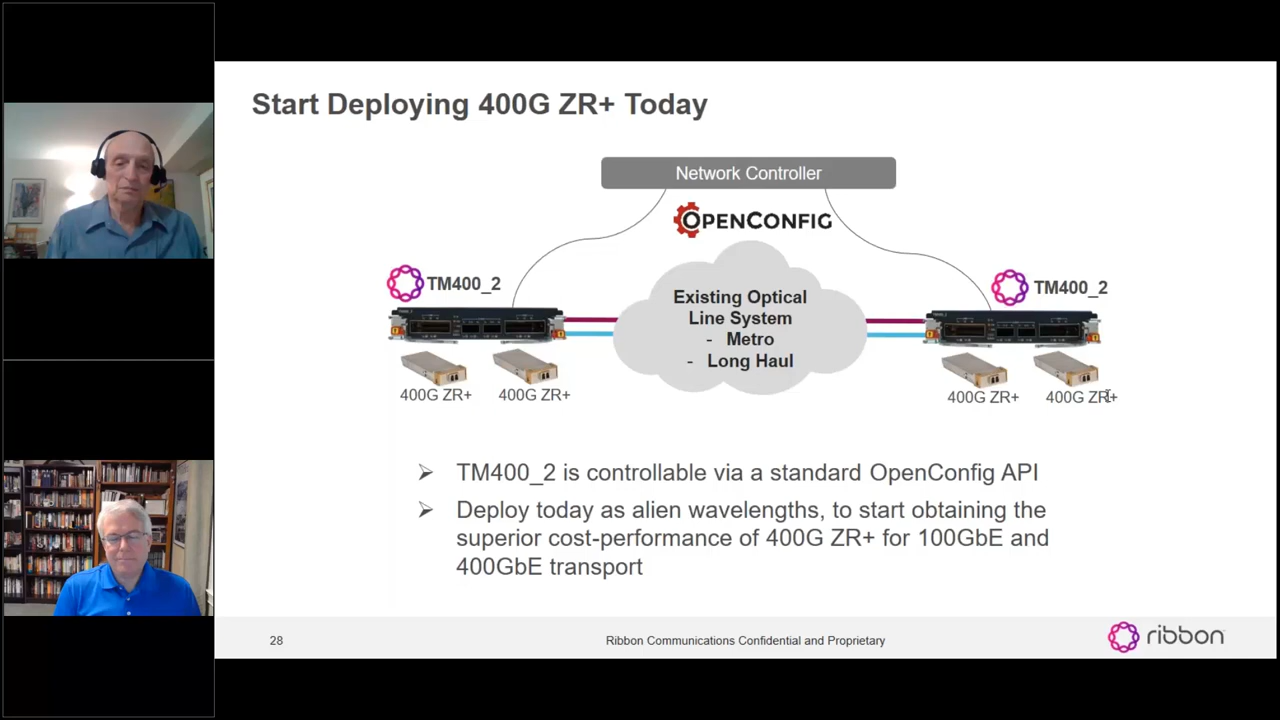 Start Deploying 400G ZR+ Today
Network Controller
OPENCONFIG
TM400_2
TM400_2
Existing Optical
Line System
- Metro
- Long Haul
400G ZR+
400G ZR+
400G ZR+
400G ZR+
➢ TM400_2 is controllable via a standard OpenConfig API
➢ Deploy today as alien wavelengths, to start obtaining the
superior cost-performance of 400G ZR+ for 100GbE and
400GbE transport
28
Ribbon Communications Confidential and Proprietary
ribbon